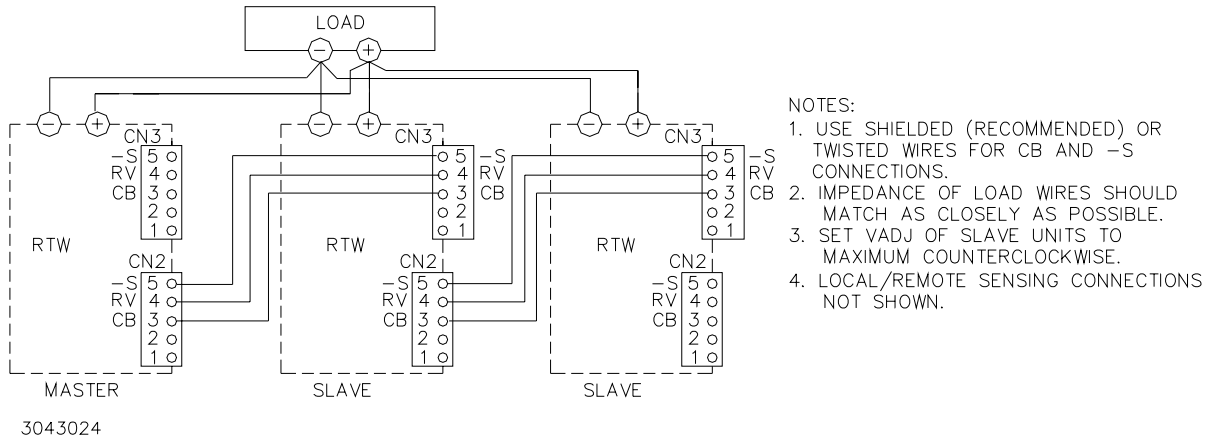 LOAD
− +
− + − + − +
CN3 CN3 CN3
−S 5 5 −S 5 −S
RV 4 4 RV 4 RV
CB 3 3 CB 3 CB
2 2 2
1 1 1
RTW RTW RTW
CN2 CN2 CN2
−S 5 −S 5 −S 5
RV 4 RV 4 RV 4
CB 3 CB 3 CB 3
2 2 2
1 1 1
MASTER SLAVE SLAVE
3043024
NOTES:
1. USE SHIELDED (RECOMMENDED) OR
TWISTED WIRES FOR CB AND −S
CONNECTIONS.
2. IMPEDANCE OF LOAD WIRES SHOULD
MATCH AS CLOSELY AS POSSIBLE.
3. SET VADJ OF SLAVE UNITS TO
MAXIMUM COUNTERCLOCKWISE.
4. LOCAL/REMOTE SENSING CONNECTIONS
NOT SHOWN.